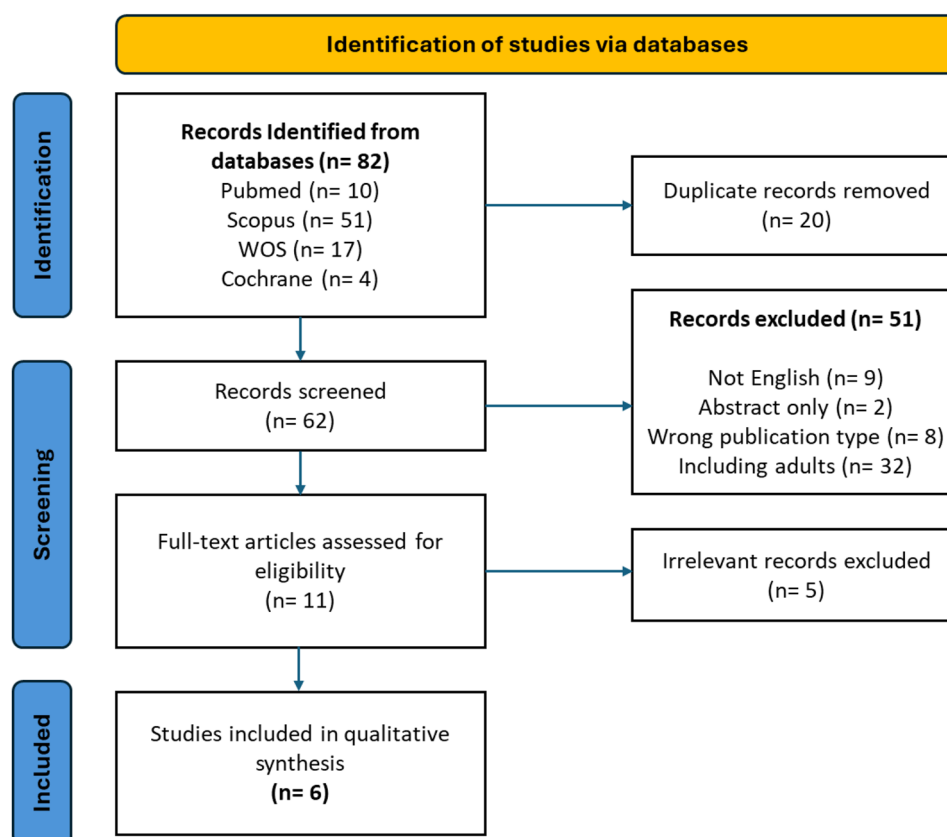 Identification of studies via databases
Identification
Records Identified from
databases (n= 82)
Pubmed (n= 10)
Scopus (n= 51)
WOS (n= 17)
Cochrane (n= 4)
Duplicate records removed
(n= 20)
Screening
Records screened
(n= 62)
Records excluded (n= 51)
Not English (n= 9)
Abstract only (n= 2)
Wrong publication type (n= 8)
Including adults (n= 32)
Full-text articles assessed for
eligibility
(n= 11)
Irrelevant records excluded
(n= 5)
Included
Studies included in qualitative
synthesis
(n= 6)